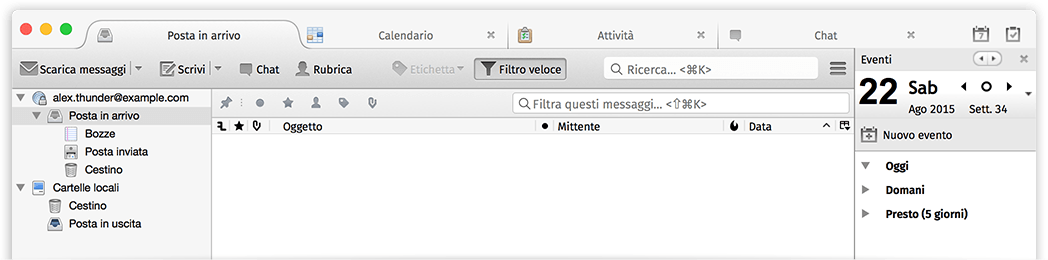 Posta in arrivo Calendario Attività Chat
7
Scarica messaggi Scrivi Chat Rubrica Etichetta Filtro veloce Ricerca... <⌘K>
Eventi
alex.thunder@example.com
Posta in arrivo
Bozze
Posta inviata
Cestino
Cartelle locali
Cestino
Posta in uscita
Filtra questi messaggi... <⇧⌘K>
Oggetto Mittente Data
22 Sab
Ago 2015 Sett. 34
Nuovo evento
Oggi
Domani
Presto (5 giorni)